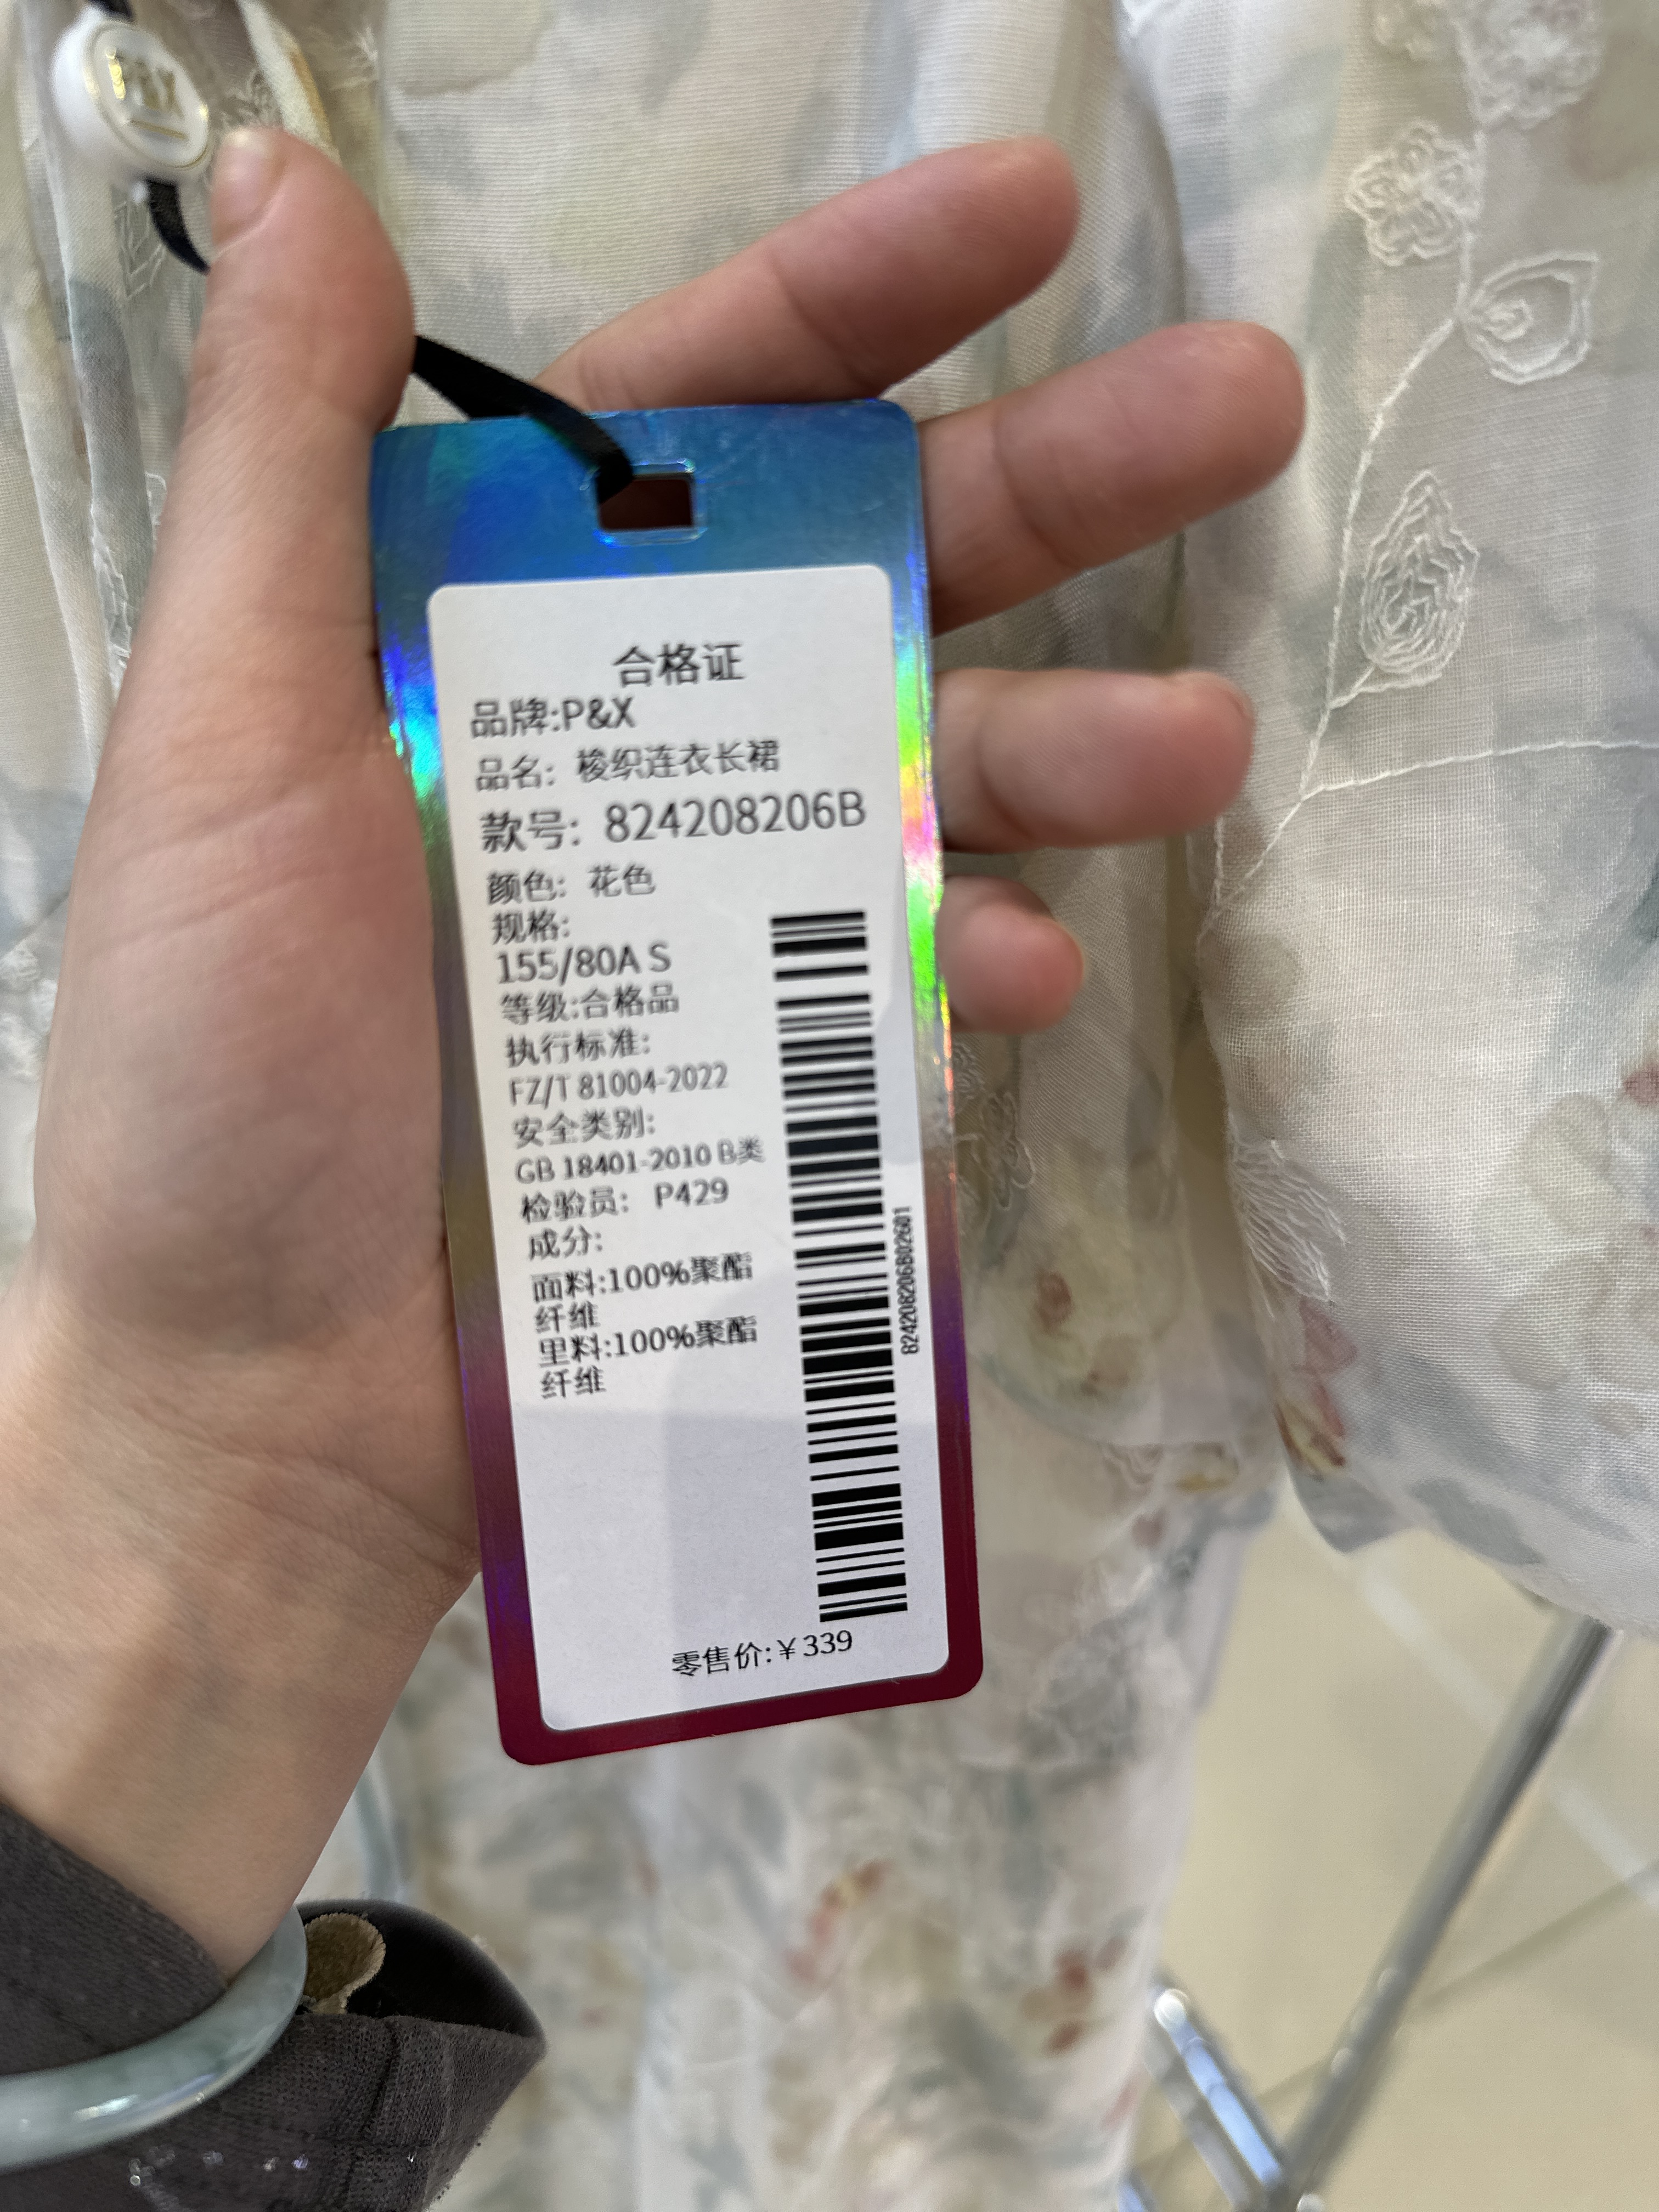 P&X
合格证
品牌:P&X
品名: 梭织连衣长裙
款号: 824208206B
颜色: 花色
规格:
155/80A S
等级:合格品
执行标准:
FZ/T 81004-2022
安全类别:
GB 18401-2010 B类
检验员: P429
成分:
面料:100%聚酯
纤维
里料:100%聚酯
纤维
824208206B02601
零售价:¥339